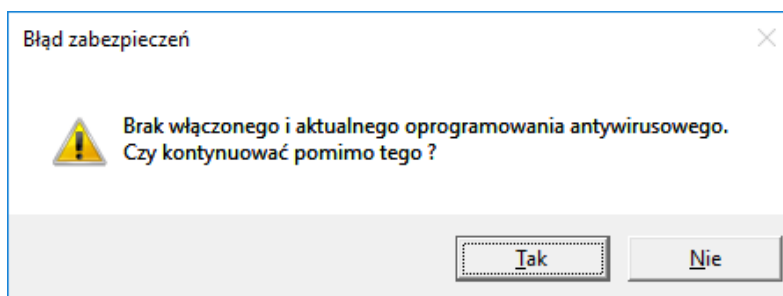 Błąd zabezpieczeń
Brak włączonego i aktualnego oprogramowania antywirusowego.
Czy kontynuować pomimo tego ?
Tak
Nie